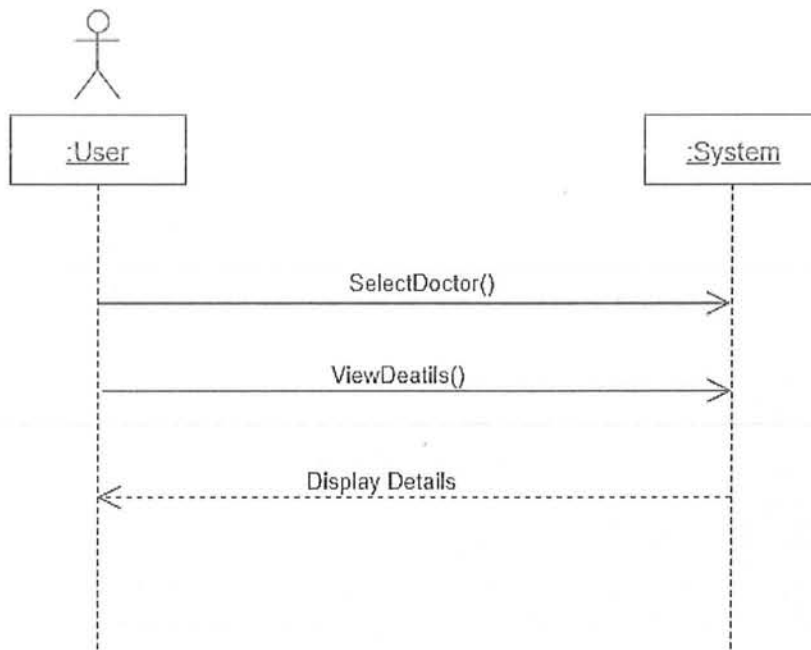 :User
:System
SelectDoctor()
ViewDeatils()
Display Details